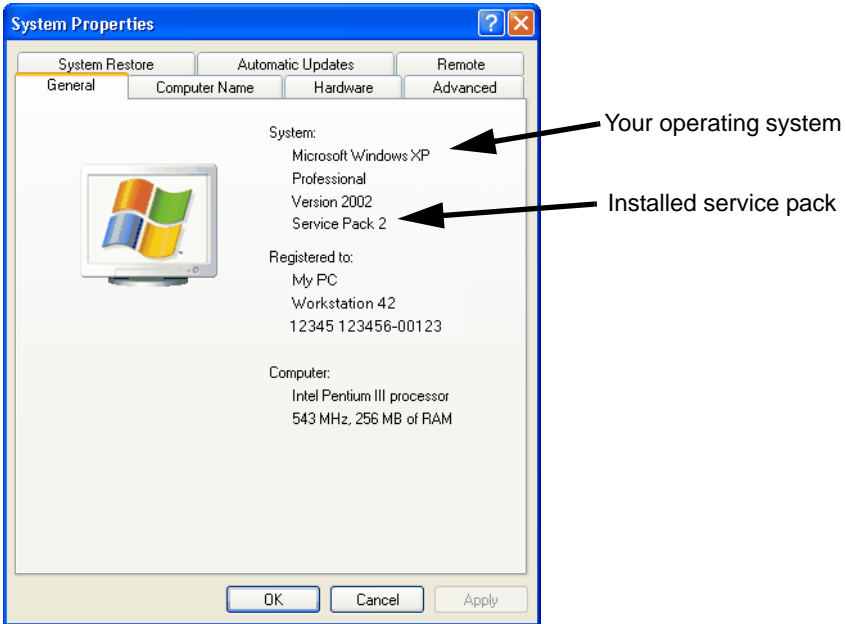 System Properties
System Restore Automatic Updates Remote
General Computer Name Hardware Advanced
System:
Microsoft Windows XP
Professional
Version 2002
Service Pack 2
Your operating system
Installed service pack
Registered to:
My PC
Workstation 42
12345 123456-00123
Computer:
Intel Pentium III processor
543 MHz, 256 MB of RAM
OK Cancel Apply